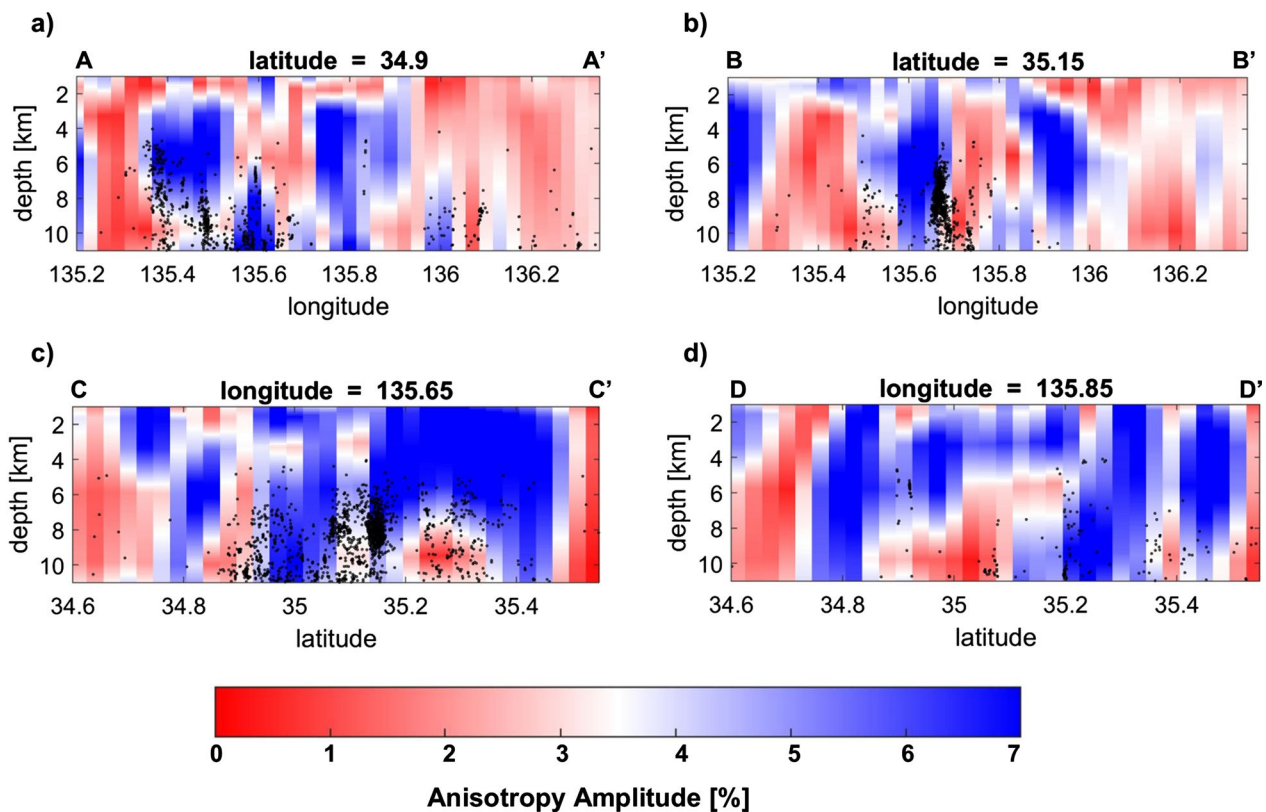 a)
A latitude = 34.9 A’
depth [km]
2
4
6
8
10
135.2 135.4 135.6 135.8 136 136.2
longitude
b)
B latitude = 35.15 B’
depth [km]
2
4
6
8
10
135.2 135.4 135.6 135.8 136 136.2
longitude
c)
C longitude = 135.65 C’
depth [km]
2
4
6
8
10
34.6 34.8 35 35.2 35.4
latitude
d)
D longitude = 135.85 D’
depth [km]
2
4
6
8
10
34.6 34.8 35 35.2 35.4
latitude
0 1 2 3 4 5 6 7
Anisotropy Amplitude [%]